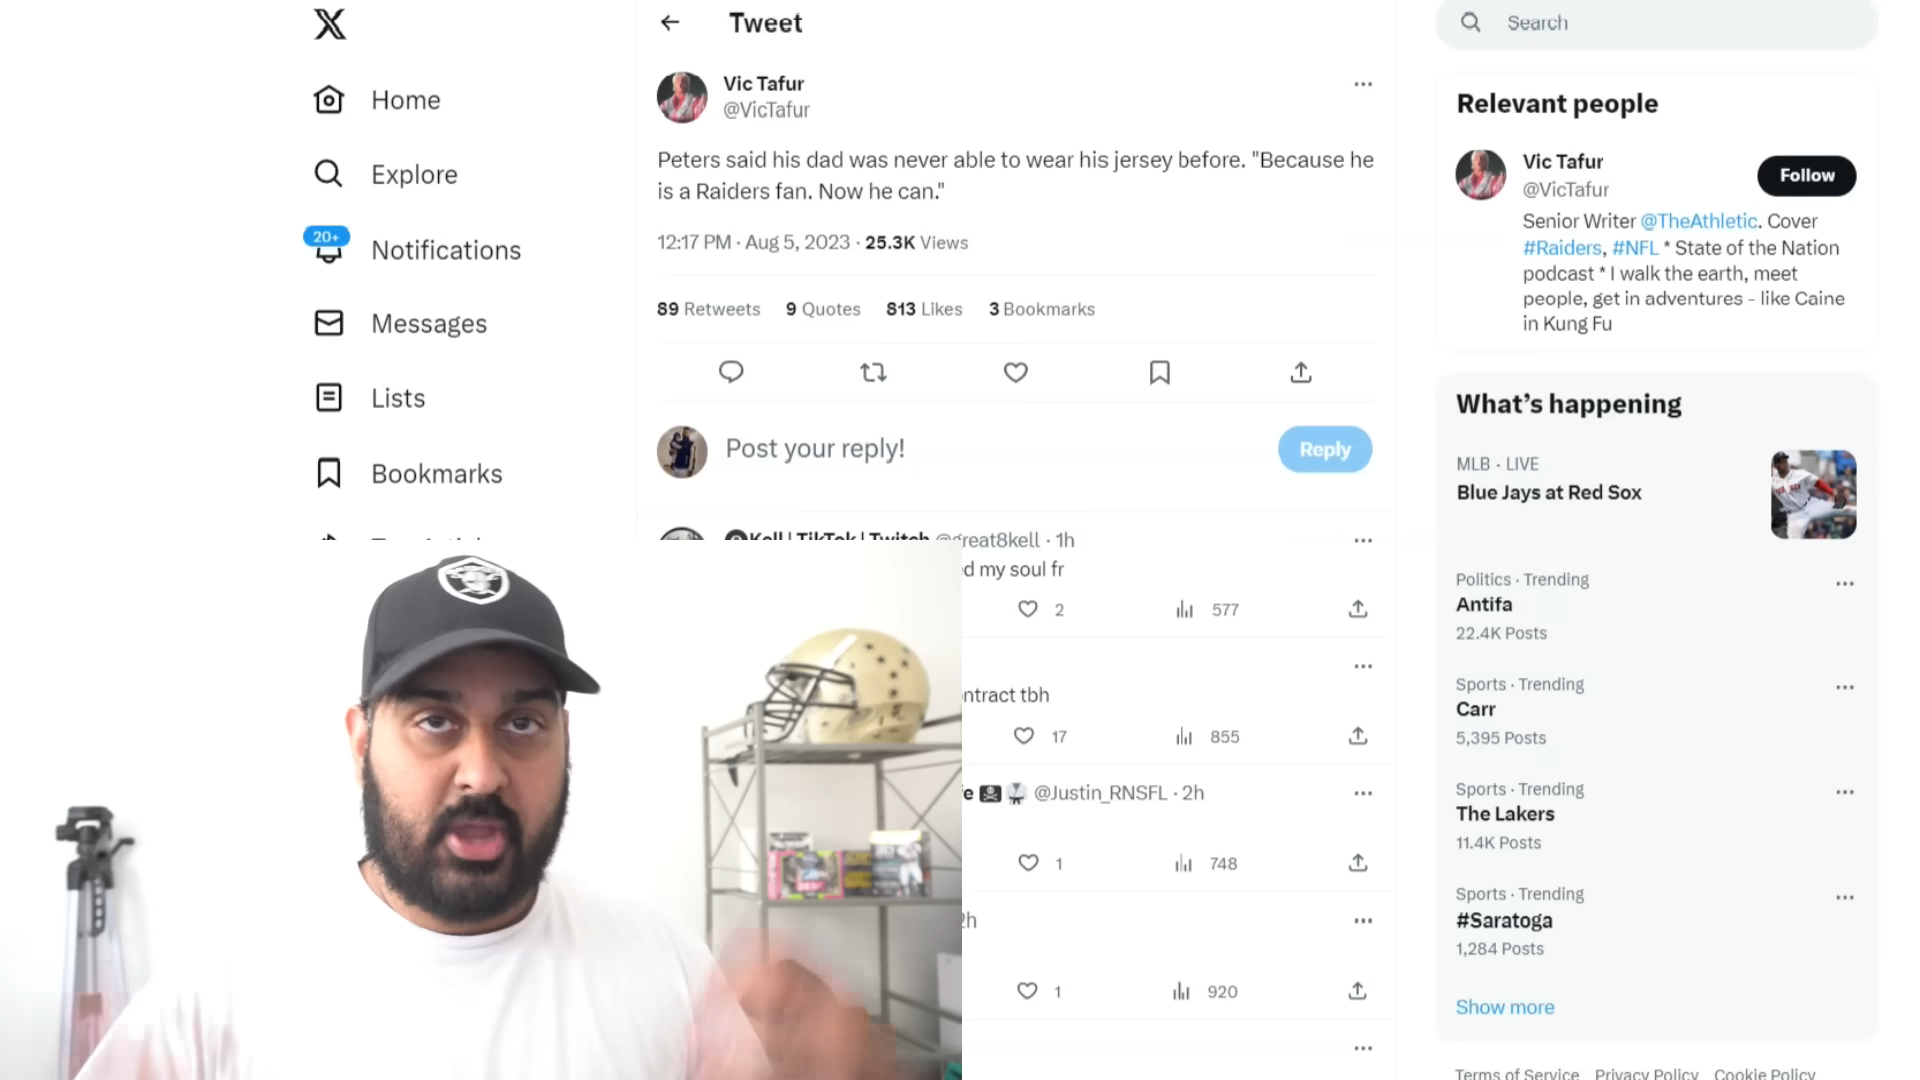 Home
Explore
20+
Notifications
Messages
Lists
Bookmarks
Tweet
Vic Tafur
@VicTafur
Peters said his dad was never able to wear his jersey before. "Because he
is a Raiders fan. Now he can."
12:17 PM · Aug 5, 2023 · 25.3K Views
89 Retweets 9 Quotes 813 Likes 3 Bookmarks
Post your reply!
Reply
Kell | TikTok | Twitch @great8kell · 1h
my soul fr
2 577
tbh
17 855
@Justin_RNSFL · 2h
1 748
1 920
Search
Relevant people
Vic Tafur
@VicTafur
Follow
Senior Writer @TheAthletic. Cover
#Raiders, #NFL * State of the Nation
podcast * I walk the earth, meet
people, get in adventures - like Caine
in Kung Fu
What's happening
MLB · LIVE
Blue Jays at Red Sox
Politics · Trending
Antifa
22.4K Posts
Sports · Trending
Carr
5,395 Posts
Sports · Trending
The Lakers
11.4K Posts
Sports · Trending
#Saratoga
1,284 Posts
Show more
Terms of Service Privacy Policy Cookie Policy